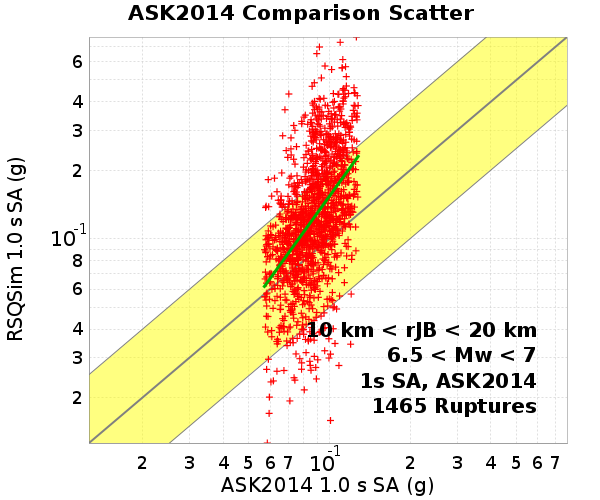 ASK2014 Comparison Scatter
RSQSim 1.0 s SA (g)
6
4
3
2
10-1
8
6
4
3
2
10 km < rJB < 20 km
6.5 < Mw < 7
1s SA, ASK2014
1465 Ruptures
2 3 4 5 6 7 10-1 2 3 4 5 6 7
ASK2014 1.0 s SA (g)